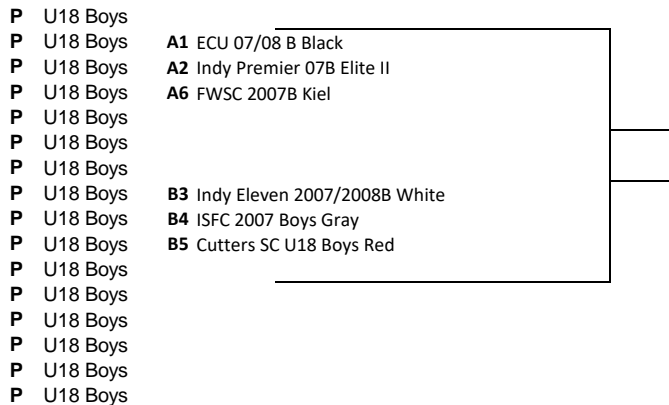 P U18 Boys
P U18 Boys A1 ECU 07/08 B Black
P U18 Boys A2 Indy Premier 07B Elite II
P U18 Boys A6 FWSC 2007B Kiel
P U18 Boys
P U18 Boys
P U18 Boys
P U18 Boys B3 Indy Eleven 2007/2008B White
P U18 Boys B4 ISFC 2007 Boys Gray
P U18 Boys B5 Cutters SC U18 Boys Red
P U18 Boys
P U18 Boys
P U18 Boys
P U18 Boys
P U18 Boys
P U18 Boys